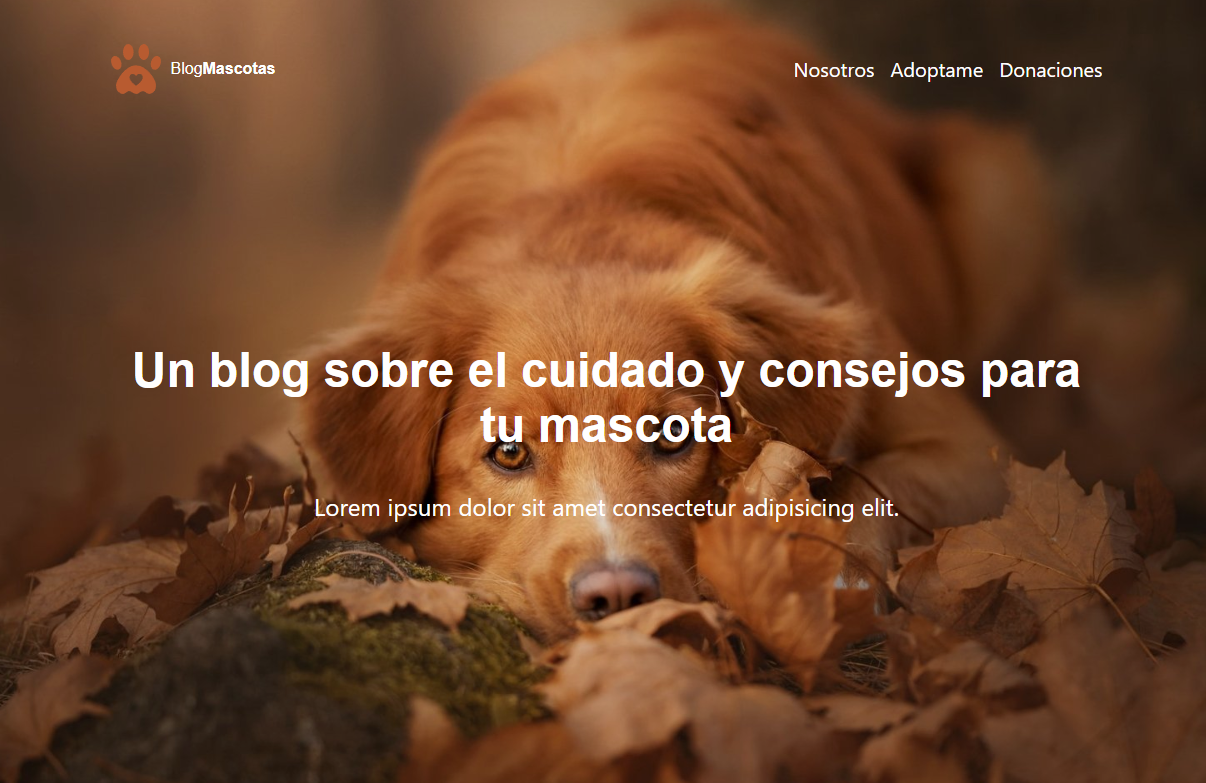 BlogMascotas
Nosotros Adoptame Donaciones
Un blog sobre el cuidado y consejos para
tu mascota
Lorem ipsum dolor sit amet consectetur adipisicing elit.